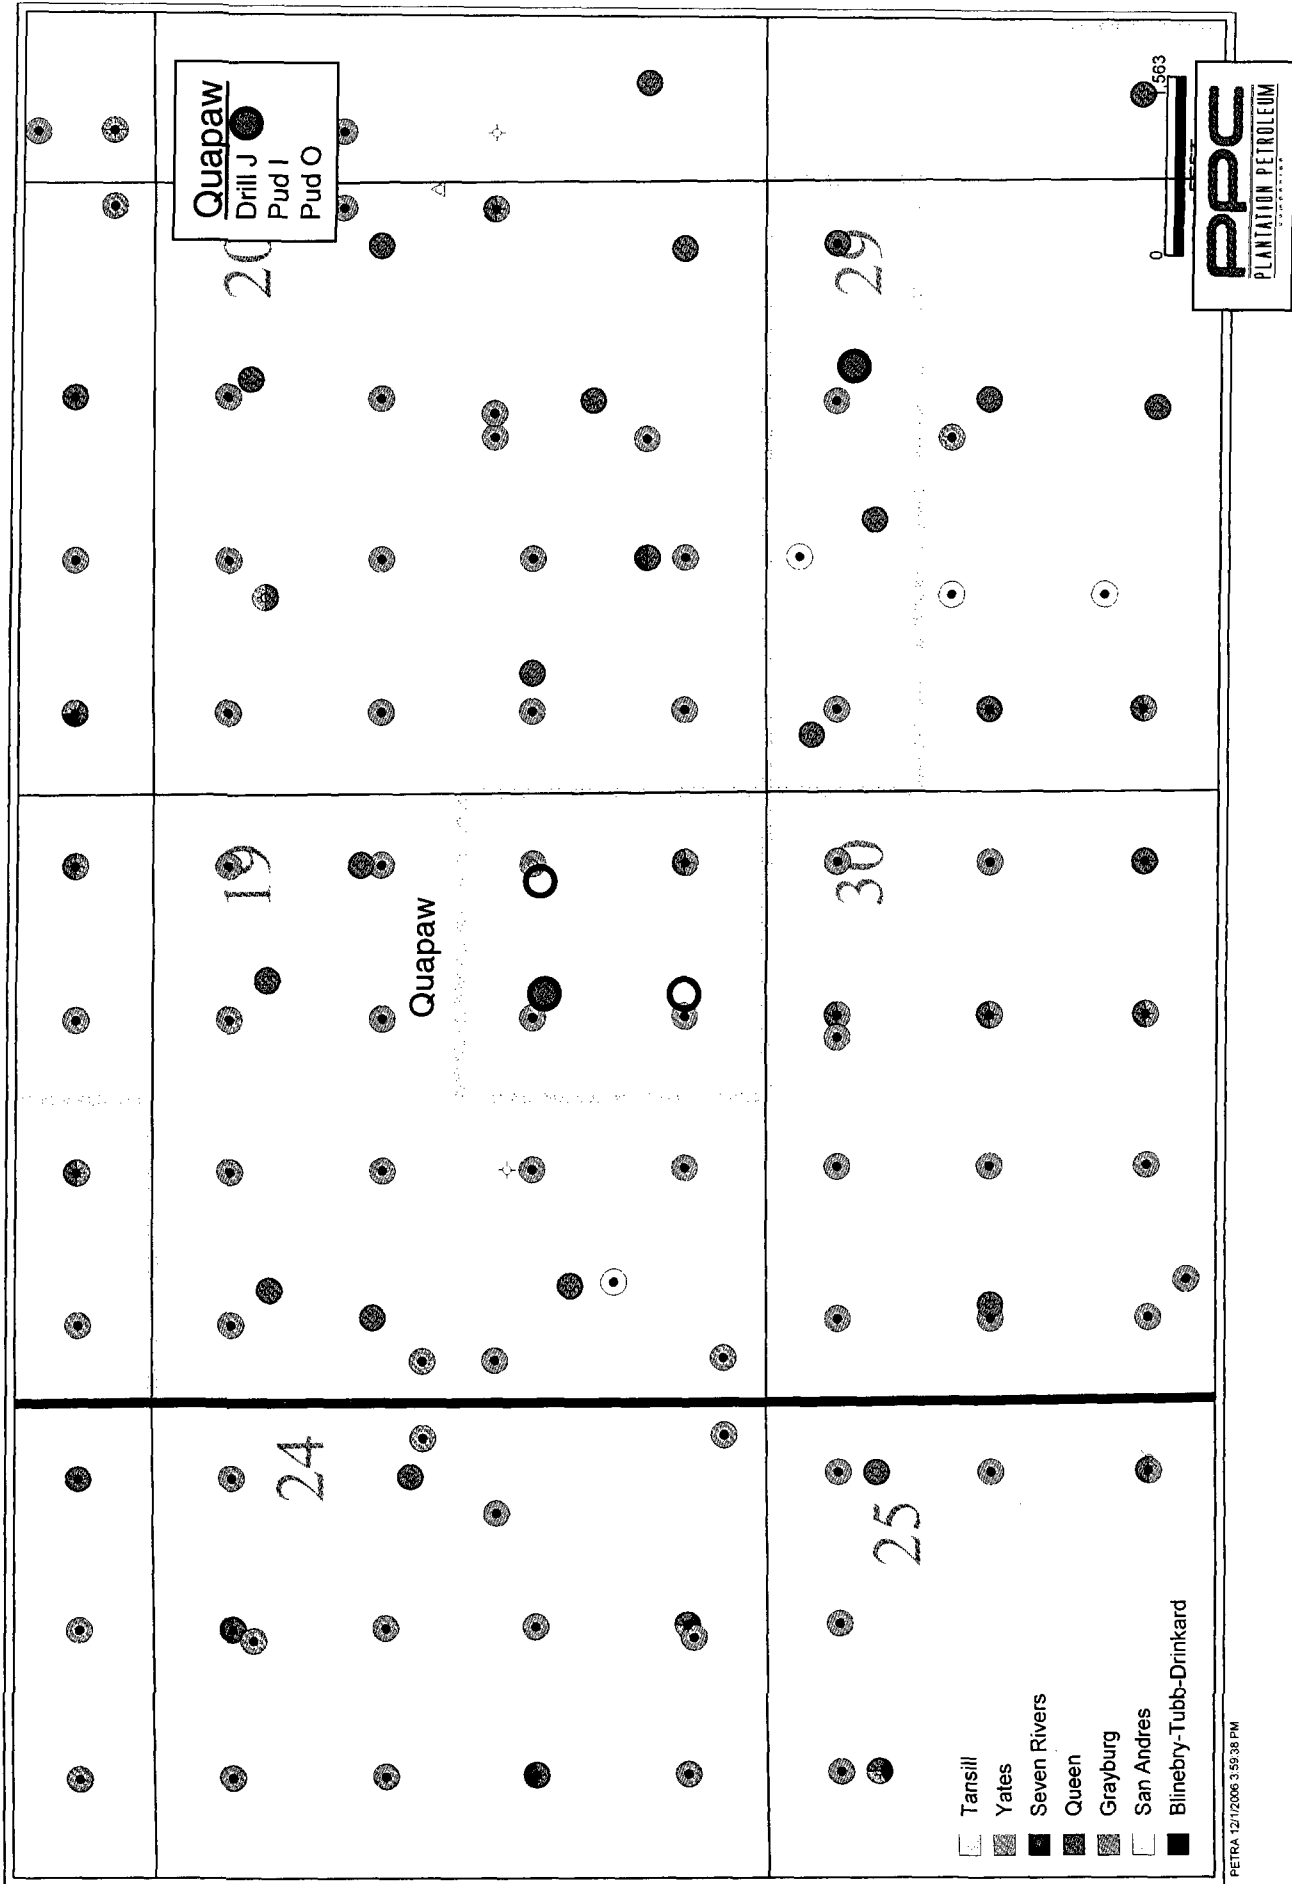 Quapaw
Drill J
Pud I
Pud O
20
29
19
30
Quapaw
24
25
Tansill
Yates
Seven Rivers
Queen
Grayburg
San Andres
Blinebry-Tubb-Drinkard
0
1,563
PPC
PLANTATION PETROLEUM
PETRA 12/1/2006 3:59:38 PM